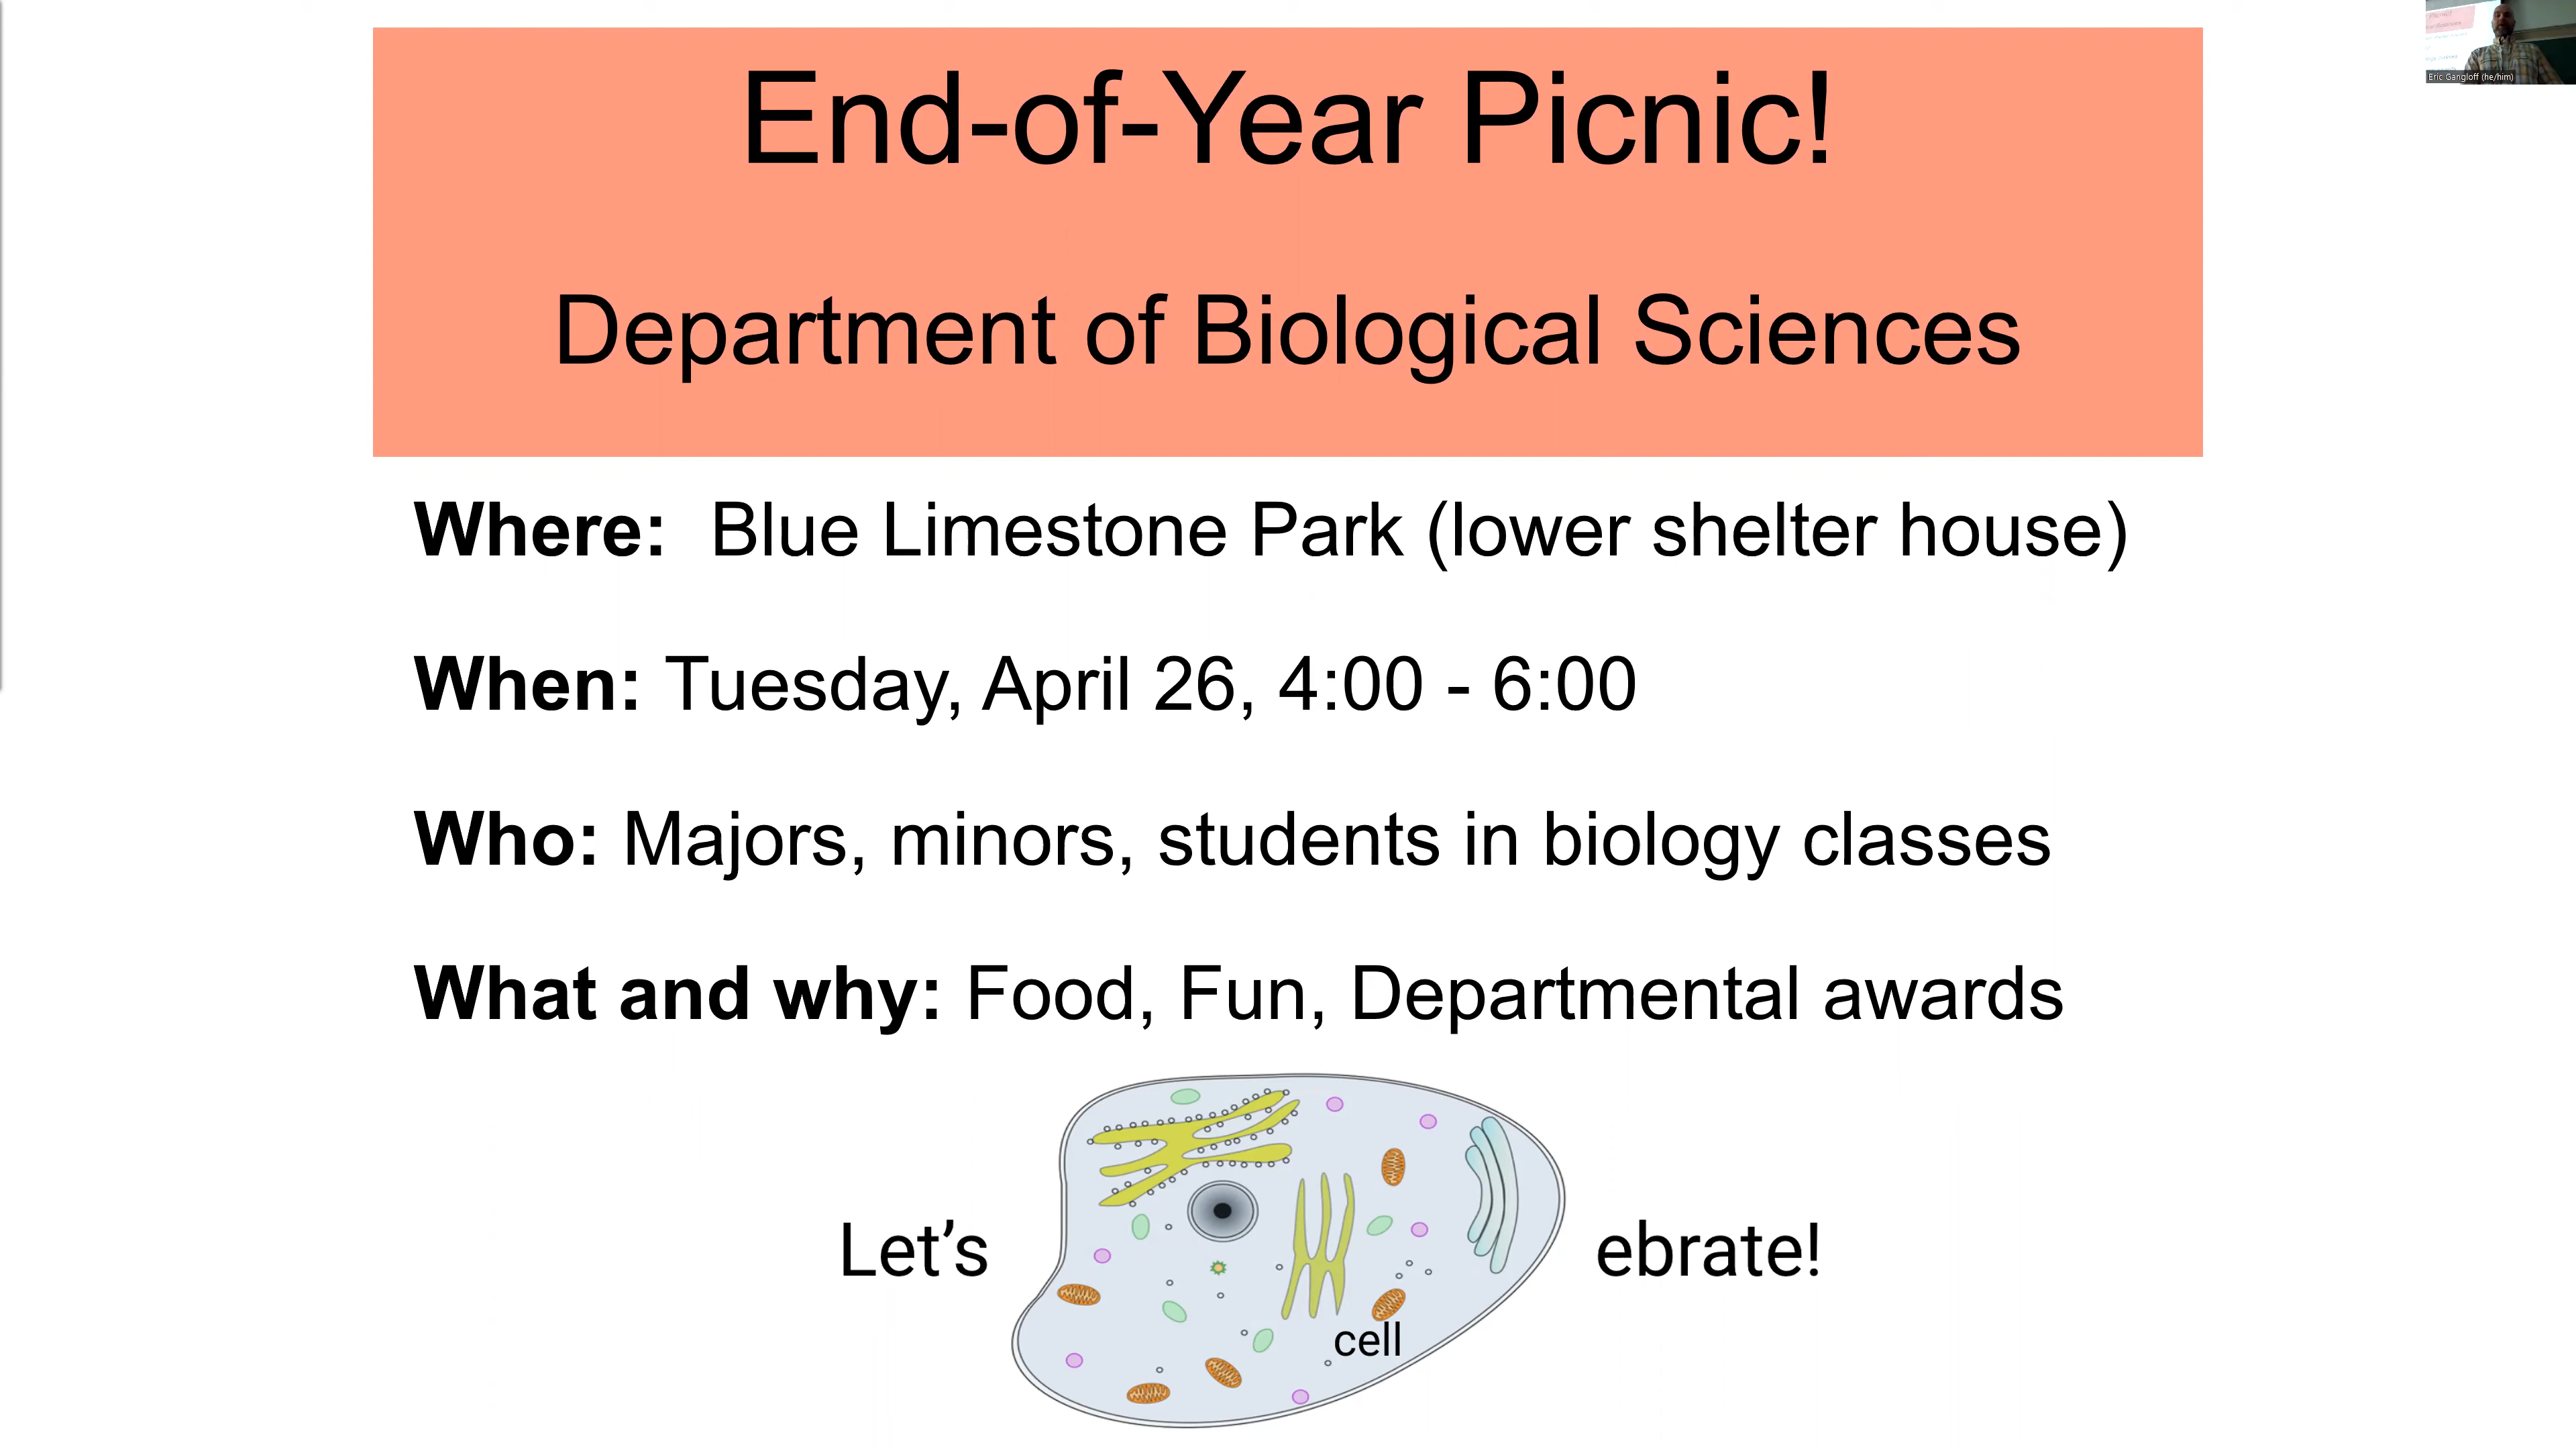 End-of-Year Picnic!
Department of Biological Sciences
Where: Blue Limestone Park (lower shelter house)
When: Tuesday, April 26, 4:00 - 6:00
Who: Majors, minors, students in biology classes
What and why: Food, Fun, Departmental awards
Let’s cell ebrate!
Eric Gangloff (he/him)